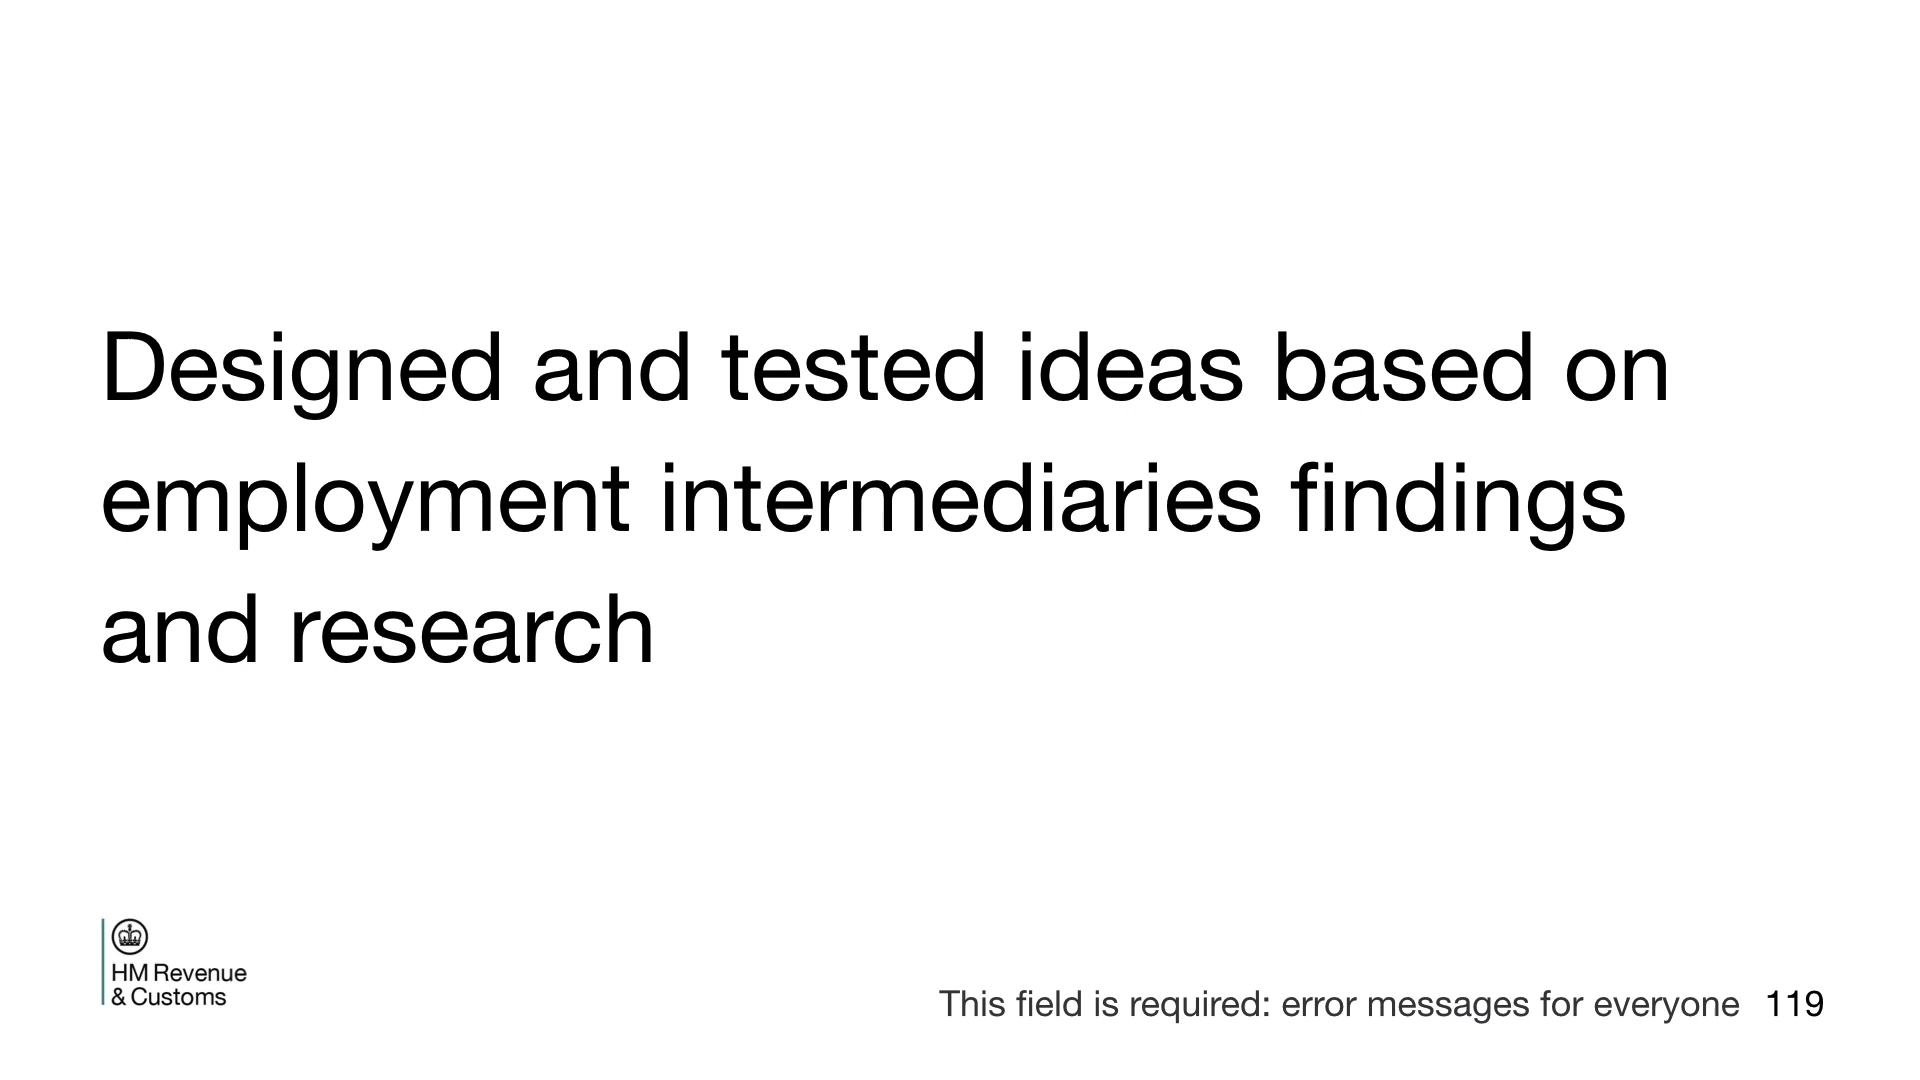 Designed and tested ideas based on
employment intermediaries findings
and research
HM Revenue
& Customs
This field is required: error messages for everyone 119